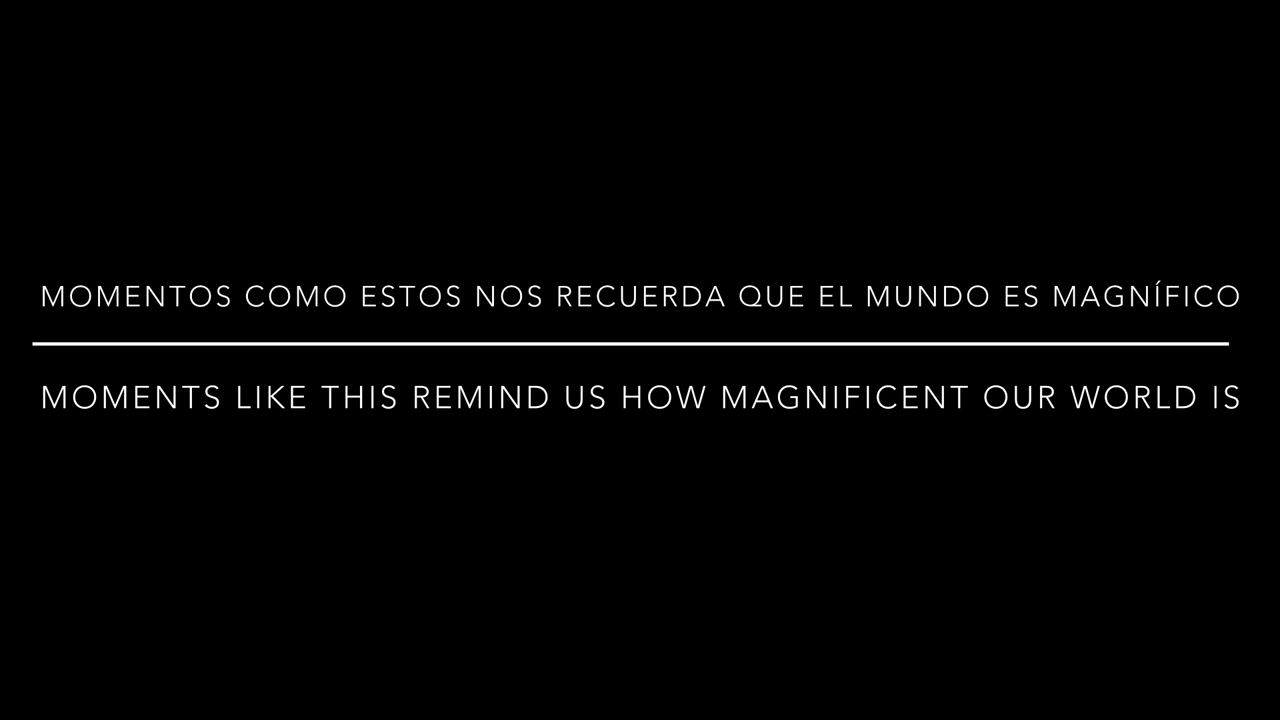 MOMENTOS COMO ESTOS NOS RECUERDA QUE EL MUNDO ES MAGNÍFICO
MOMENTS LIKE THIS REMIND US HOW MAGNIFICENT OUR WORLD IS